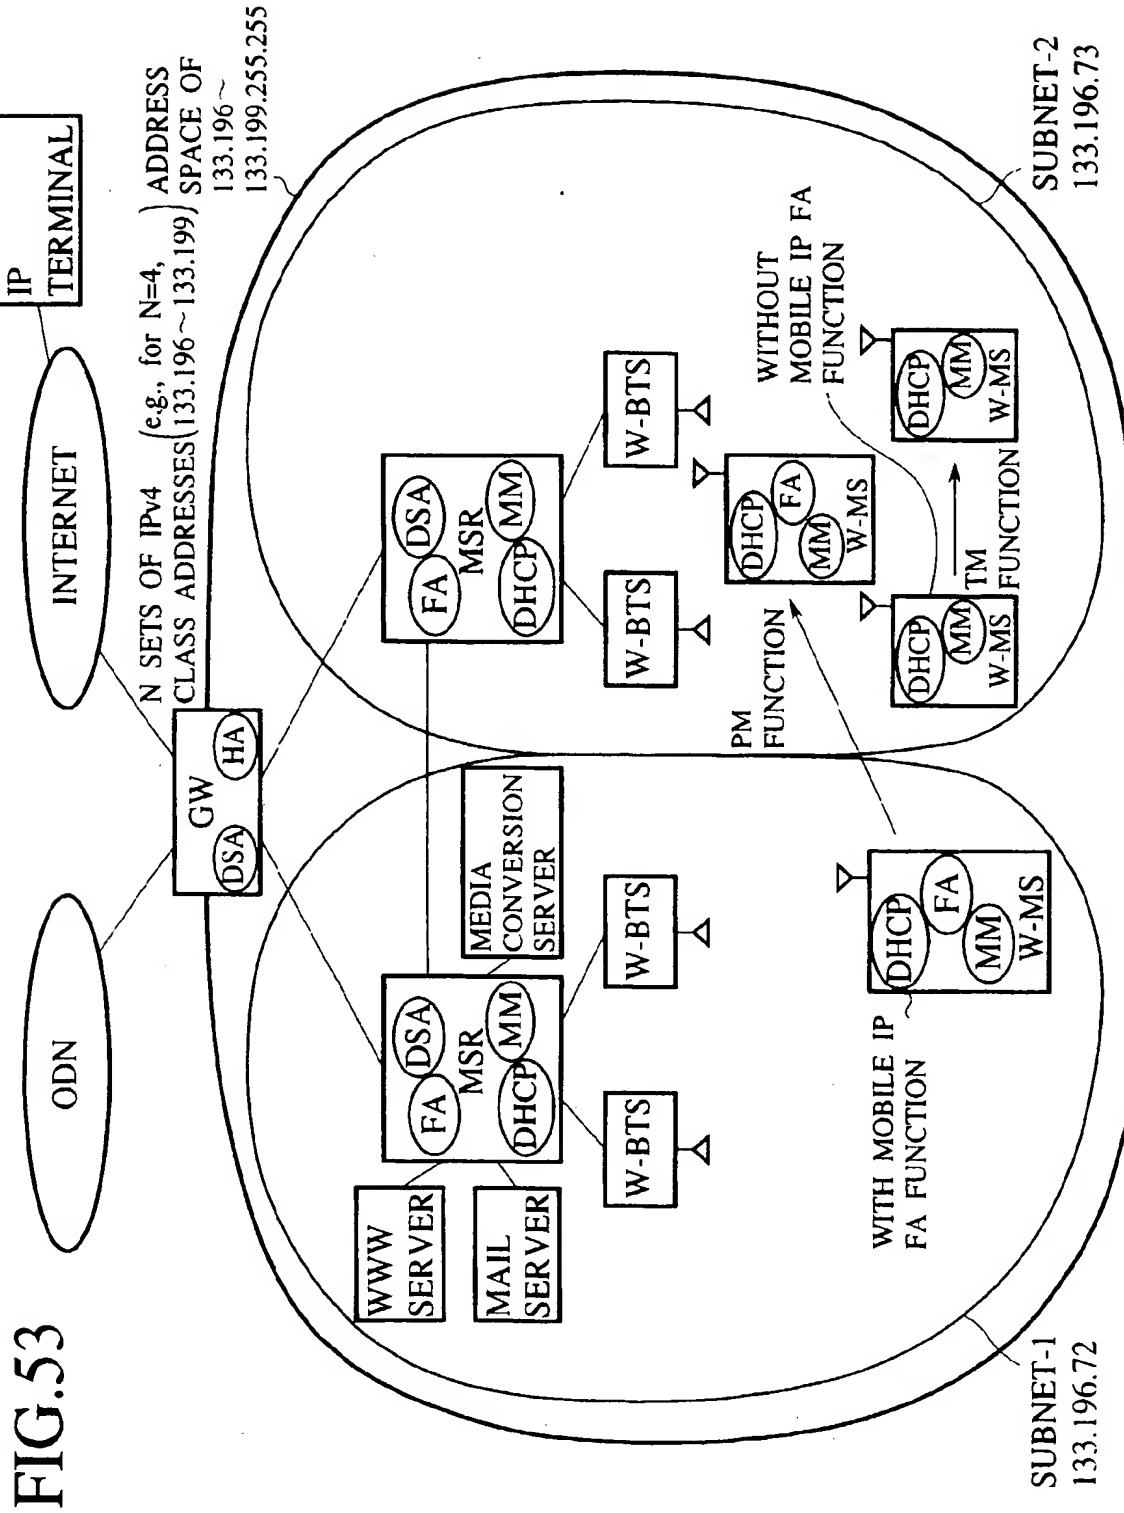 FIG.53
ODN
INTERNET
IP
TERMINAL
GW
DSA
HA
N SETS OF IPv4
CLASS ADDRESSES
(e.g., for N=4,
133.196~133.199)
ADDRESS
SPACE OF
133.196~
133.199.255.255
WWW
SERVER
MAIL
SERVER
FA
DSA
MSR
DHCP
MM
MEDIA
CONVERSION
SERVER
FA
DSA
MSR
DHCP
MM
W-BTS
W-BTS
W-BTS
W-BTS
WITH MOBILE IP
FA FUNCTION
DHCP
FA
MM
W-MS
PM
FUNCTION
DHCP
FA
MM
W-MS
WITHOUT
MOBILE IP FA
FUNCTION
DHCP
MM
W-MS
TM
FUNCTION
DHCP
MM
W-MS
SUBNET-1
133.196.72
SUBNET-2
133.196.73